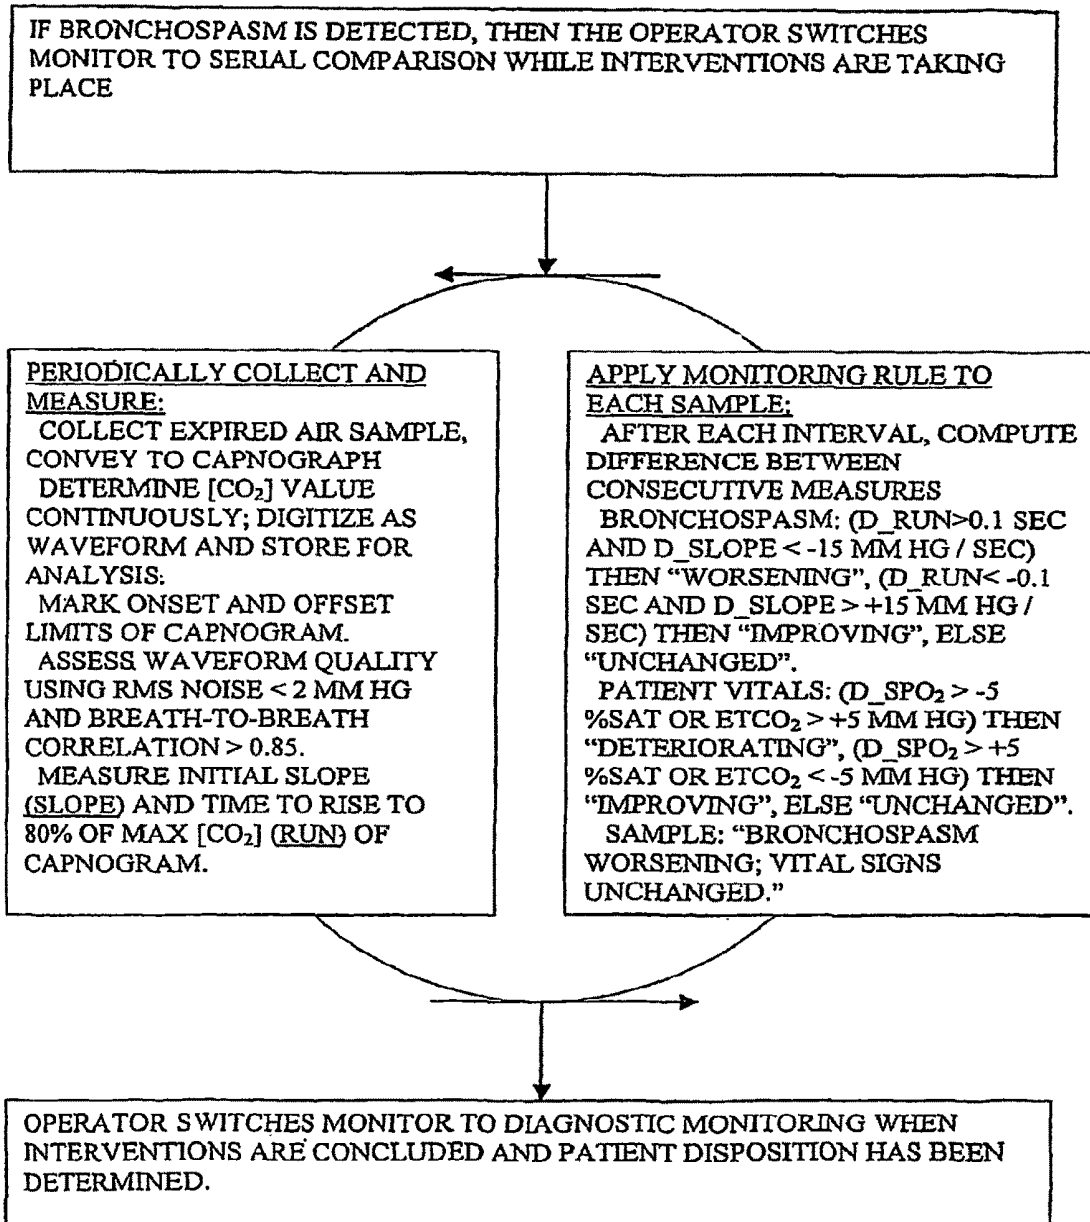 IF BRONCHOSPASM IS DETECTED, THEN THE OPERATOR SWITCHES
MONITOR TO SERIAL COMPARISON WHILE INTERVENTIONS ARE TAKING
PLACE
PERIODICALLY COLLECT AND
MEASURE:
COLLECT EXPIRED AIR SAMPLE,
CONVEY TO CAPNOGRAPH
DETERMINE [CO₂] VALUE
CONTINUOUSLY; DIGITIZE AS
WAVEFORM AND STORE FOR
ANALYSIS.
MARK ONSET AND OFFSET
LIMITS OF CAPNOGRAM.
ASSESS WAVEFORM QUALITY
USING RMS NOISE < 2 MM HG
AND BREATH-TO-BREATH
CORRELATION > 0.85.
MEASURE INITIAL SLOPE
(SLOPE) AND TIME TO RISE TO
80% OF MAX [CO₂] (RUN) OF
CAPNOGRAM.
APPLY MONITORING RULE TO
EACH SAMPLE:
AFTER EACH INTERVAL, COMPUTE
DIFFERENCE BETWEEN
CONSECUTIVE MEASURES
BRONCHOSPASM: (D_RUN>0.1 SEC
AND D_SLOPE < -15 MM HG / SEC)
THEN “WORSENING”, (D_RUN< -0.1
SEC AND D_SLOPE > +15 MM HG /
SEC) THEN “IMPROVING”, ELSE
“UNCHANGED”.
PATIENT VITALS: (D_SPO₂ > -5
%SAT OR ETCO₂ > +5 MM HG) THEN
“DETERIORATING”, (D_SPO₂ > +5
%SAT OR ETCO₂ < -5 MM HG) THEN
“IMPROVING”, ELSE “UNCHANGED”.
SAMPLE: “BRONCHOSPASM
WORSENING; VITAL SIGNS
UNCHANGED.”
OPERATOR SWITCHES MONITOR TO DIAGNOSTIC MONITORING WHEN
INTERVENTIONS ARE CONCLUDED AND PATIENT DISPOSITION HAS BEEN
DETERMINED.